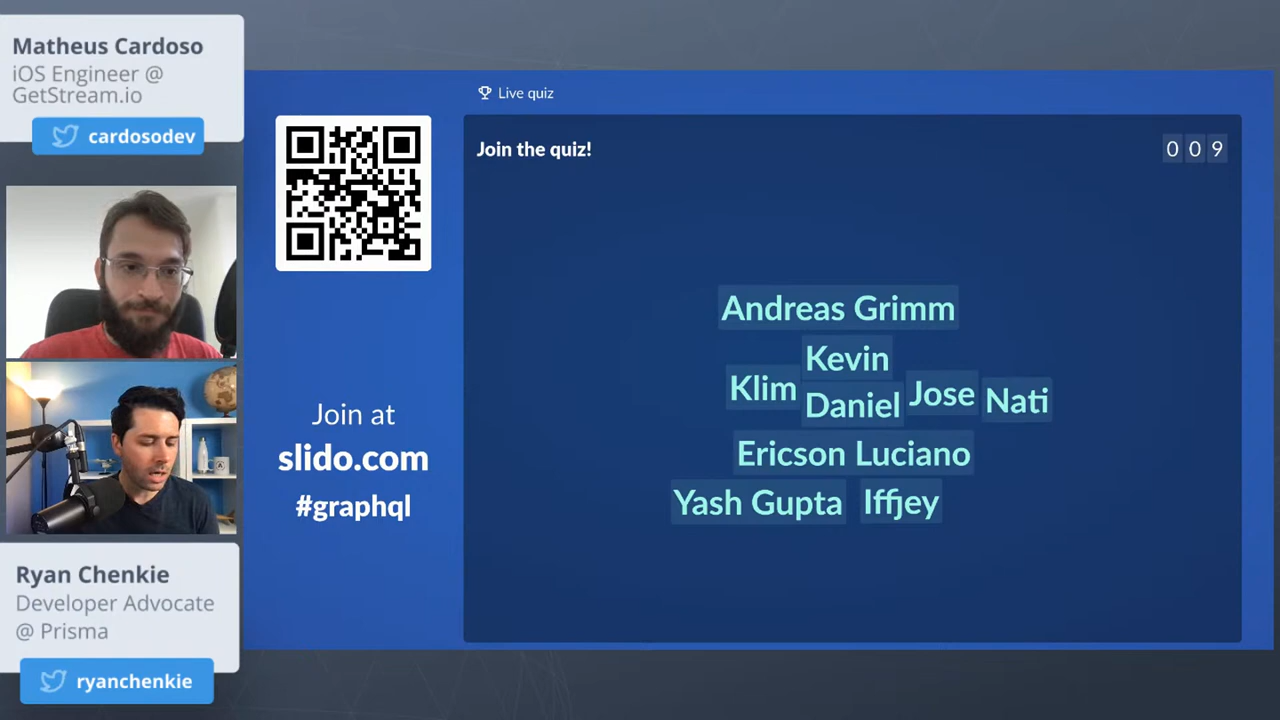 Matheus Cardoso
iOS Engineer @
GetStream.io
cardosodev
Ryan Chenkie
Developer Advocate
@ Prisma
ryanchenkie
Join at
slido.com
#graphql
Live quiz
Join the quiz!
0 0 9
Andreas Grimm
Kevin
Klim
Daniel
Jose
Nati
Ericson Luciano
Yash Gupta
Iffjey